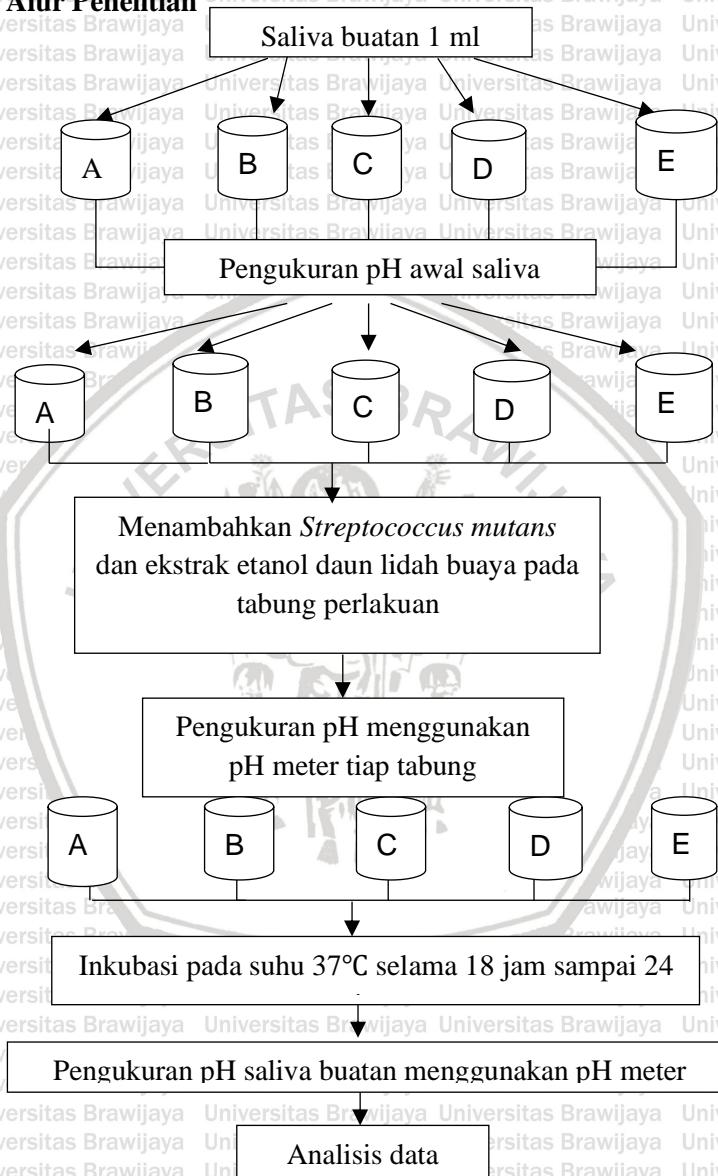 Alur Penelitian
Saliva buatan 1 ml
A B C D E
Pengukuran pH awal saliva
A B C D E
Menambahkan Streptococcus mutans
dan ekstrak etanol daun lidah buaya pada
tabung perlakuan
Pengukuran pH menggunakan
pH meter tiap tabung
A B C D E
Inkubasi pada suhu 37°C selama 18 jam sampai 24
Pengukuran pH saliva buatan menggunakan pH meter
Analisis data